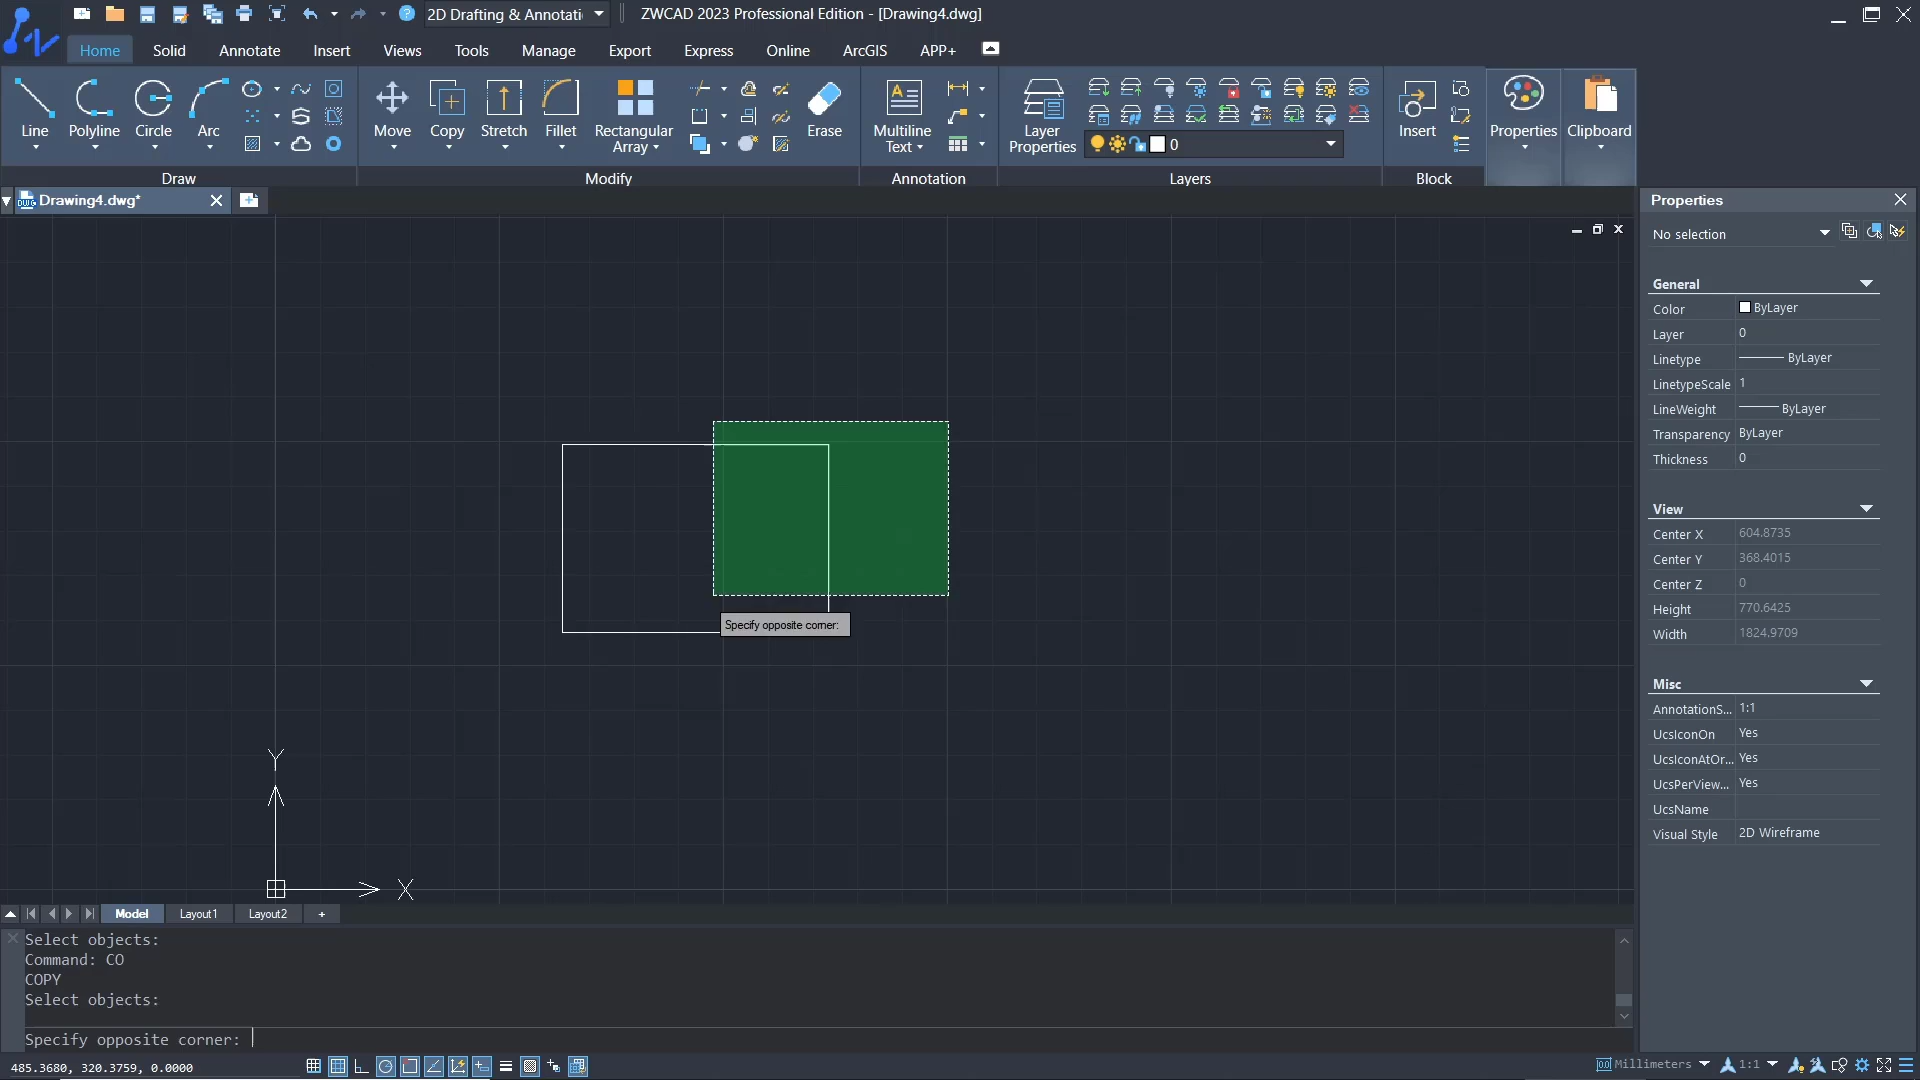 2D Drafting & Annotati
ZWCAD 2023 Professional Edition - [Drawing4.dwg]
Home
Solid
Annotate
Insert
Views
Tools
Manage
Export
Express
Online
ArcGIS
APP+
Line
Polyline
Circle
Arc
Move
Copy
Stretch
Fillet
Rectangular
Array
Erase
Multiline
Text
Layer
Properties
0
Insert
Properties
Clipboard
Draw
Modify
Annotation
Layers
Block
Drawing4.dwg*
Properties
No selection
General
Color ByLayer
Layer 0
Linetype ByLayer
LinetypeScale 1
LineWeight ByLayer
Transparency ByLayer
Thickness 0
View
Center X 604.8735
Center Y 368.4015
Center Z 0
Height 770.6425
Width 1824.9709
Misc
AnnotationS... 1:1
UcsIconOn Yes
UcsIconAtOr... Yes
UcsPerView... Yes
UcsName
Visual Style 2D Wireframe
Specify opposite corner:
Y
X
Model
Layout1
Layout2
+
Select objects:
Command: CO
COPY
Select objects:
Specify opposite corner:
485.3680, 320.3759, 0.0000
Millimeters
1:1